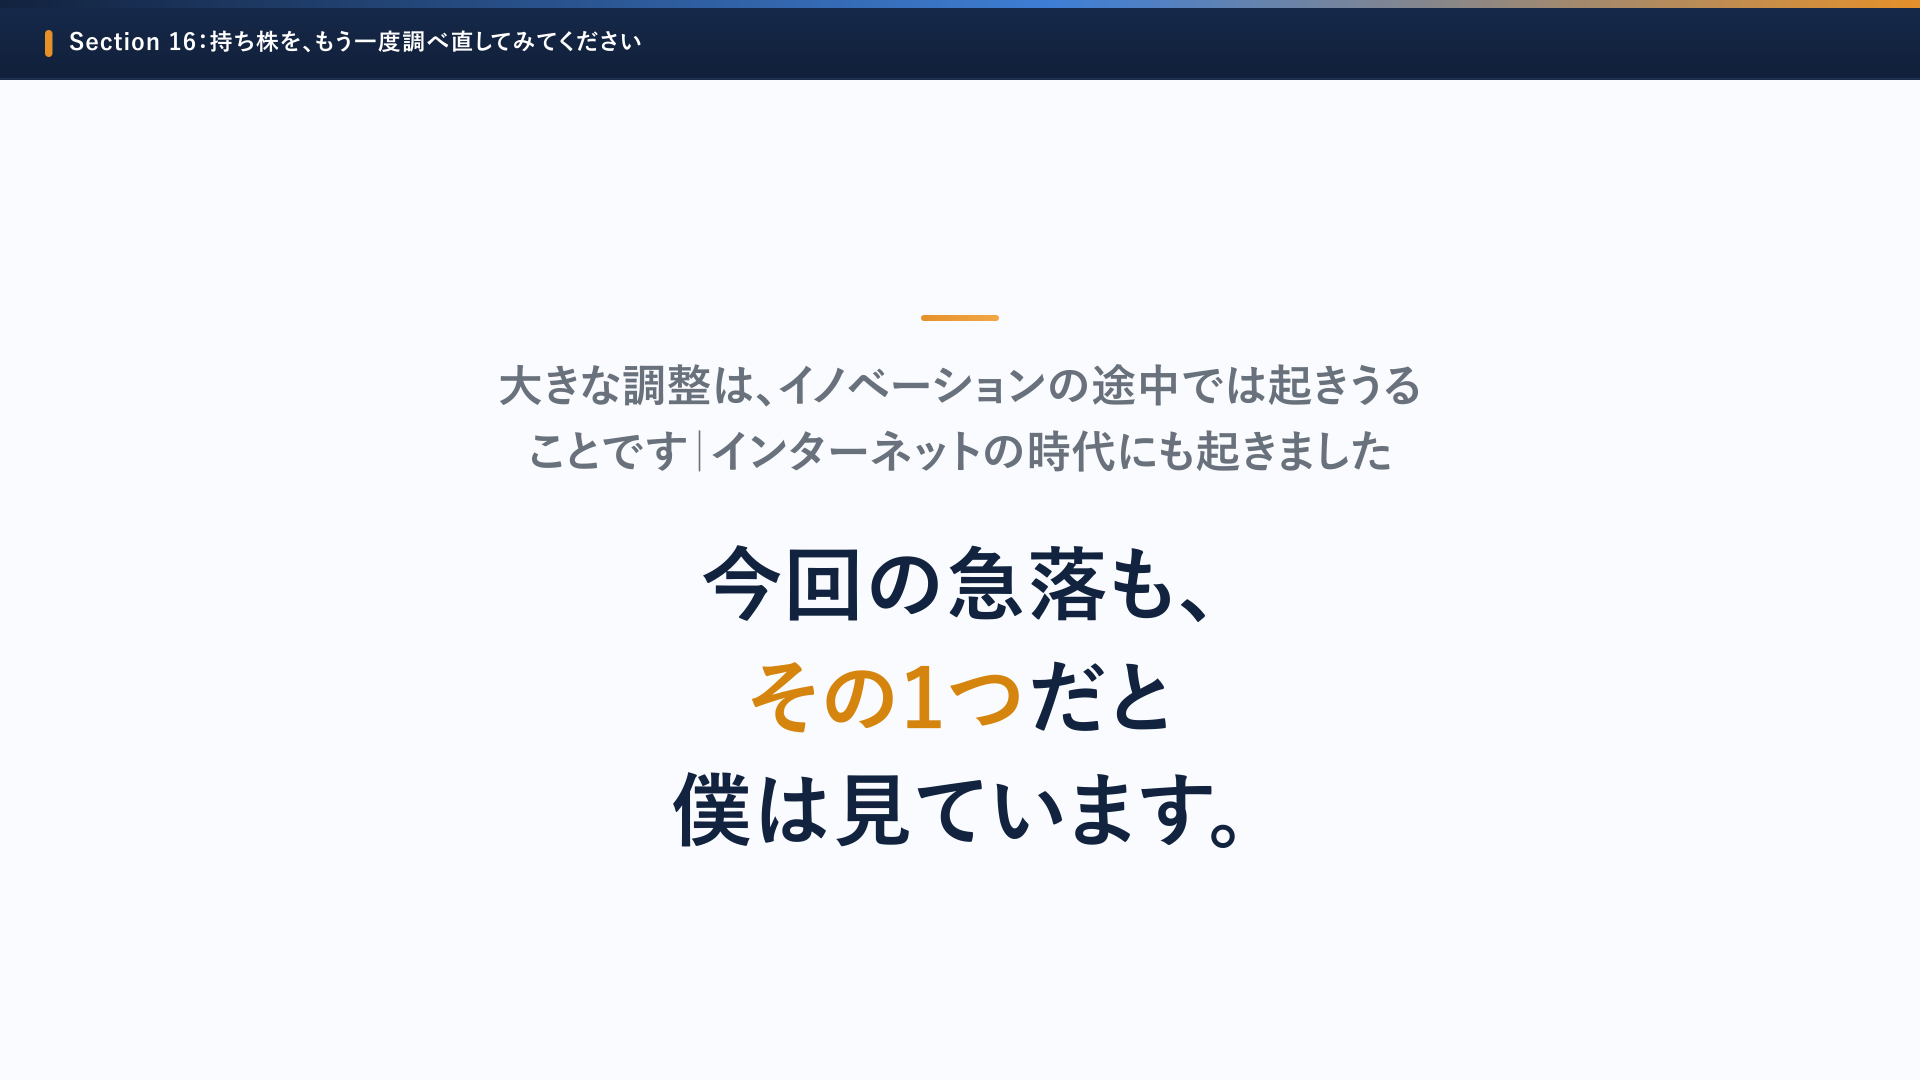 Section 16：持ち株を、もう一度調べ直してみてください
大きな調整は、イノベーションの途中では起きうる
ことです｜インターネットの時代にも起きました
今回の急落も、
その1つだと
僕は見ています。